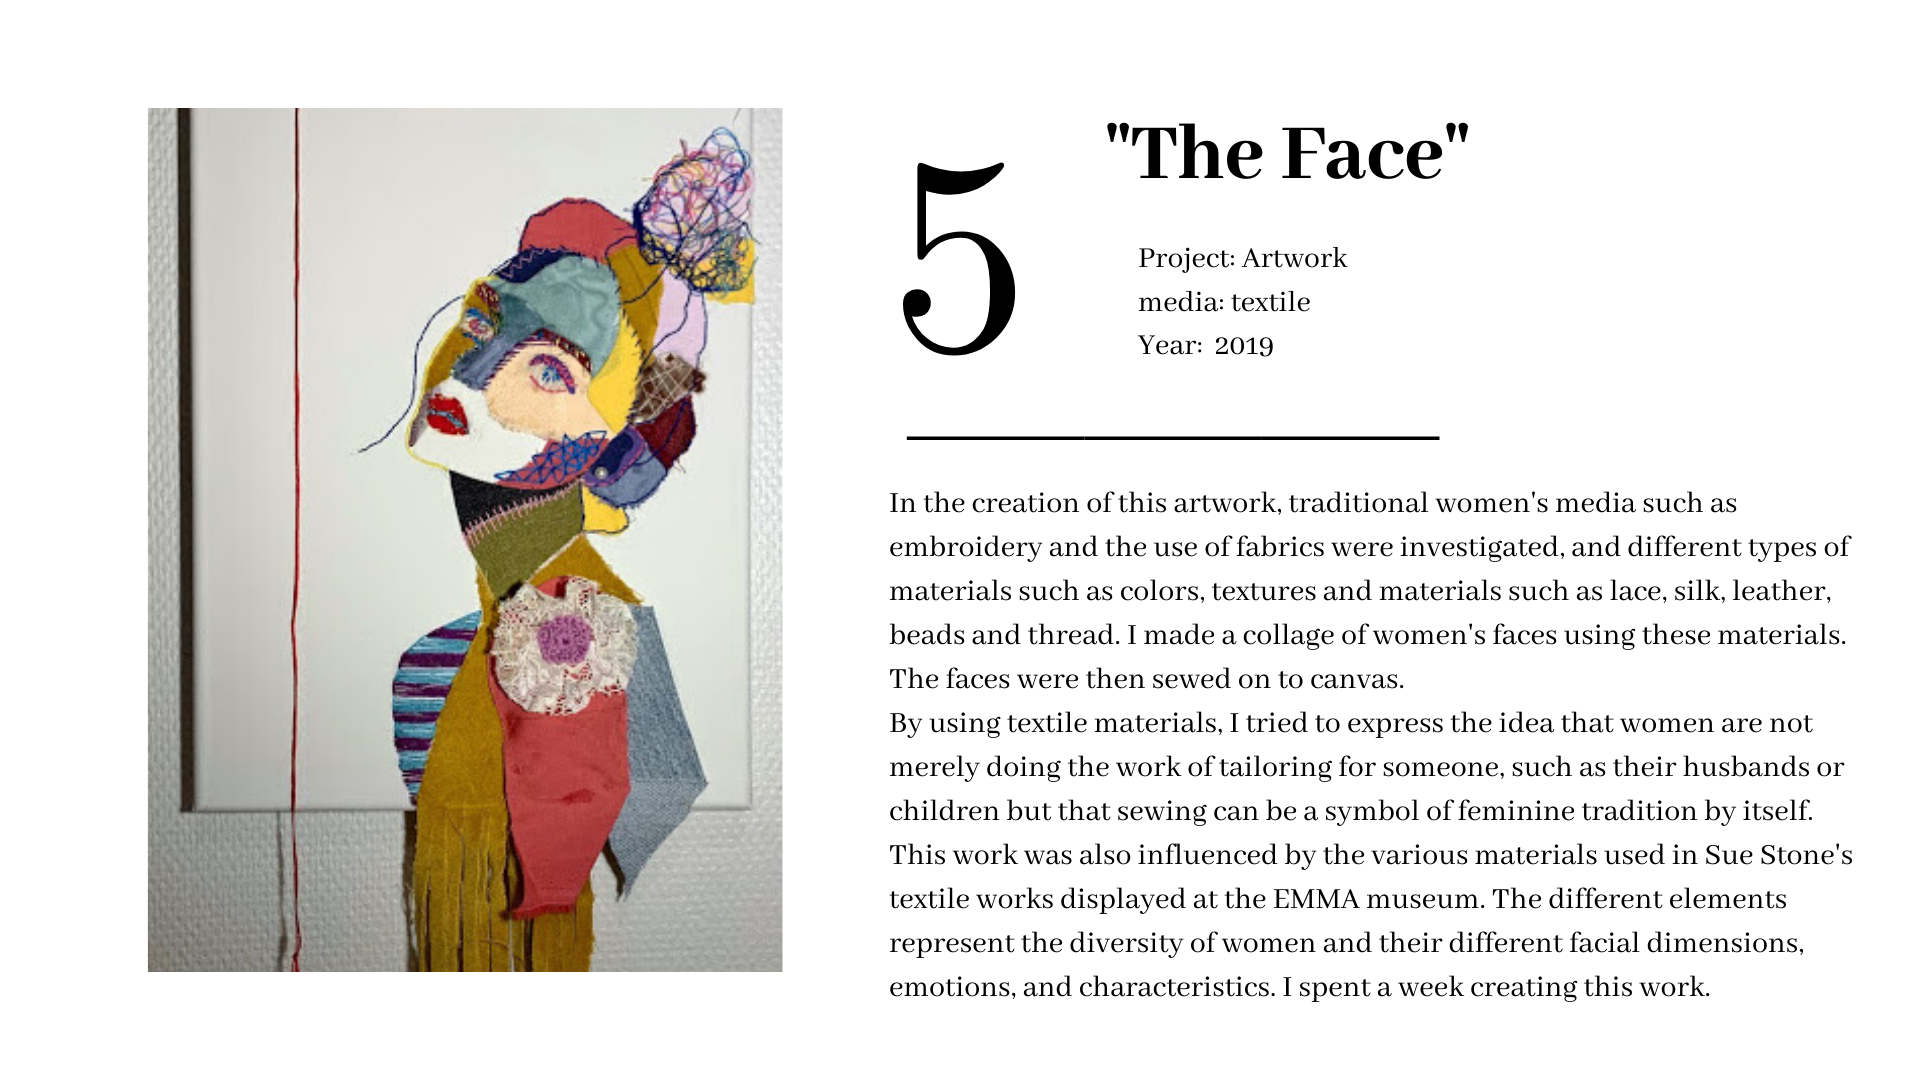 5
"The Face"
Project: Artwork
media: textile
Year: 2019
In the creation of this artwork, traditional women's media such as
embroidery and the use of fabrics were investigated, and different types of
materials such as colors, textures and materials such as lace, silk, leather,
beads and thread. I made a collage of women's faces using these materials.
The faces were then sewed on to canvas.
By using textile materials, I tried to express the idea that women are not
merely doing the work of tailoring for someone, such as their husbands or
children but that sewing can be a symbol of feminine tradition by itself.
This work was also influenced by the various materials used in Sue Stone's
textile works displayed at the EMMA museum. The different elements
represent the diversity of women and their different facial dimensions,
emotions, and characteristics. I spent a week creating this work.